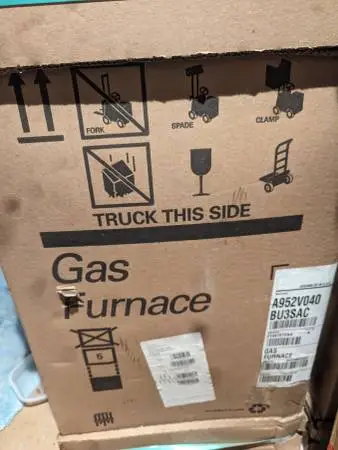 FORK
SPADE
CLAMP
TRUCK THIS SIDE
Gas
Furnace
A952V040
BU3SAC
GAS
FURNACE
5